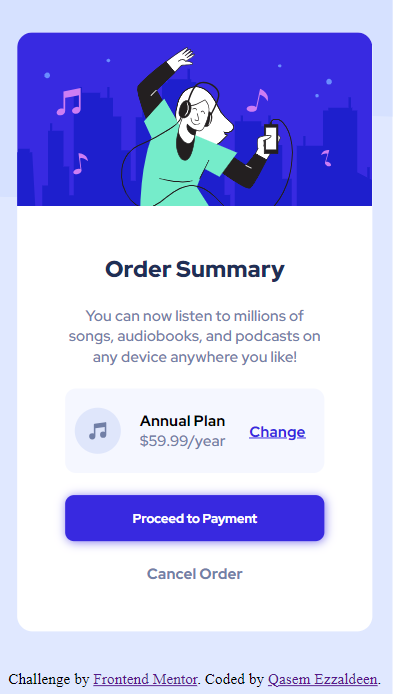 Order Summary
You can now listen to millions of
songs, audiobooks, and podcasts on
any device anywhere you like!
Annual Plan
$59.99/year
Change
Proceed to Payment
Cancel Order
Challenge by Frontend Mentor. Coded by Qasem Ezzaldeen.